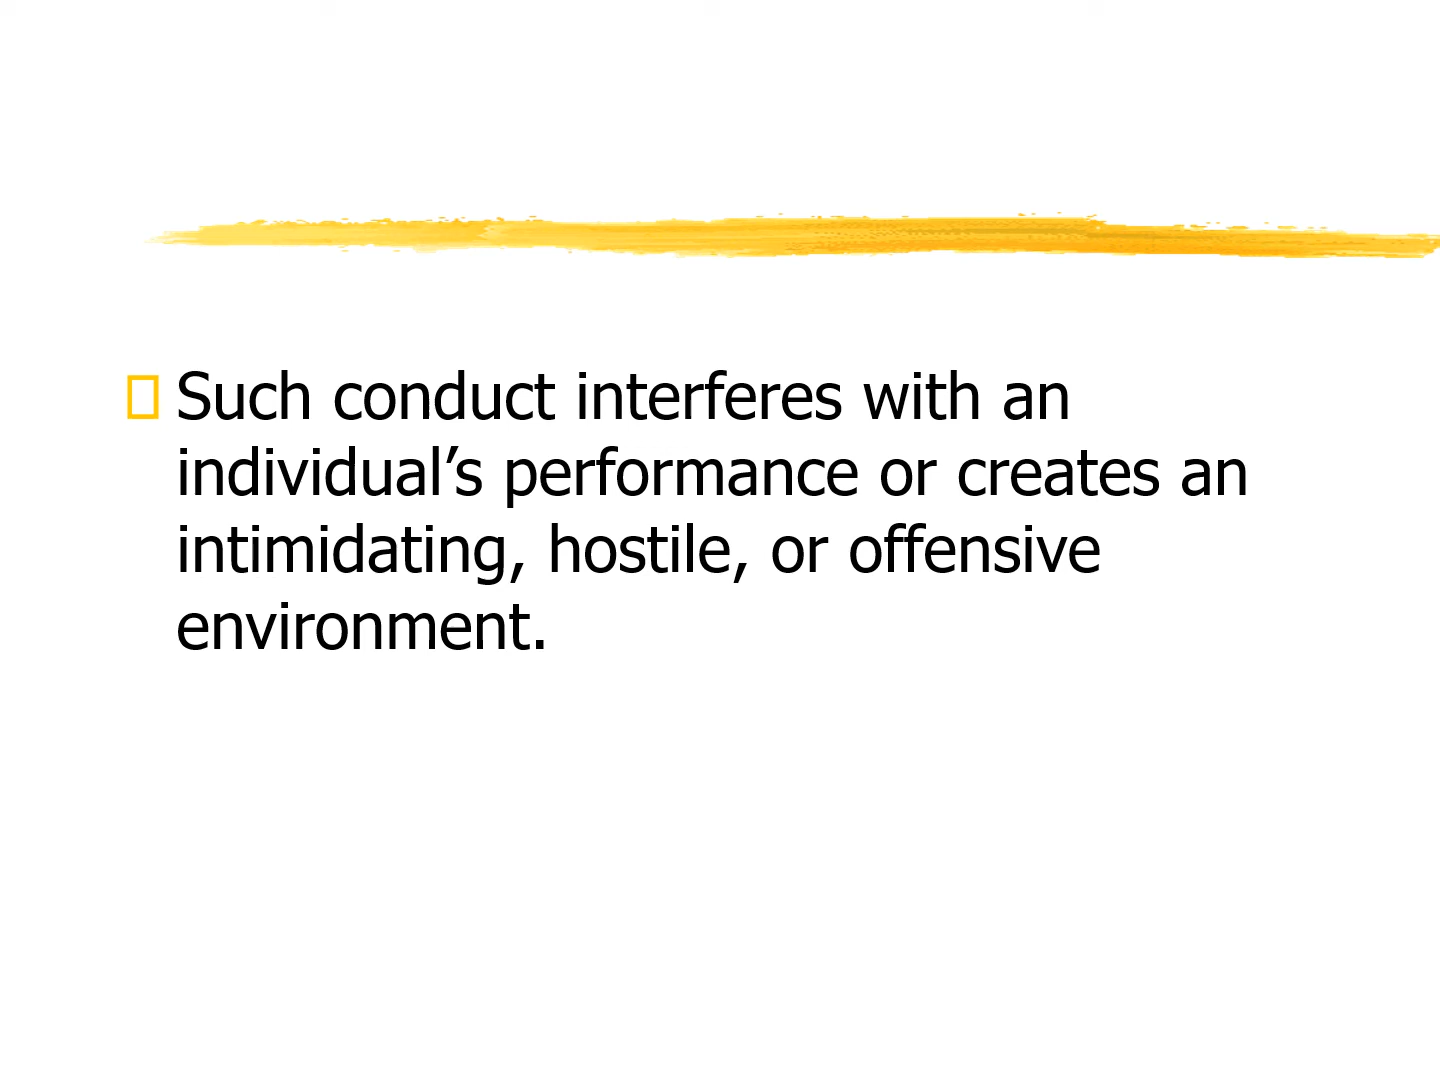 Such conduct interferes with an
individual’s performance or creates an
intimidating, hostile, or offensive
environment.